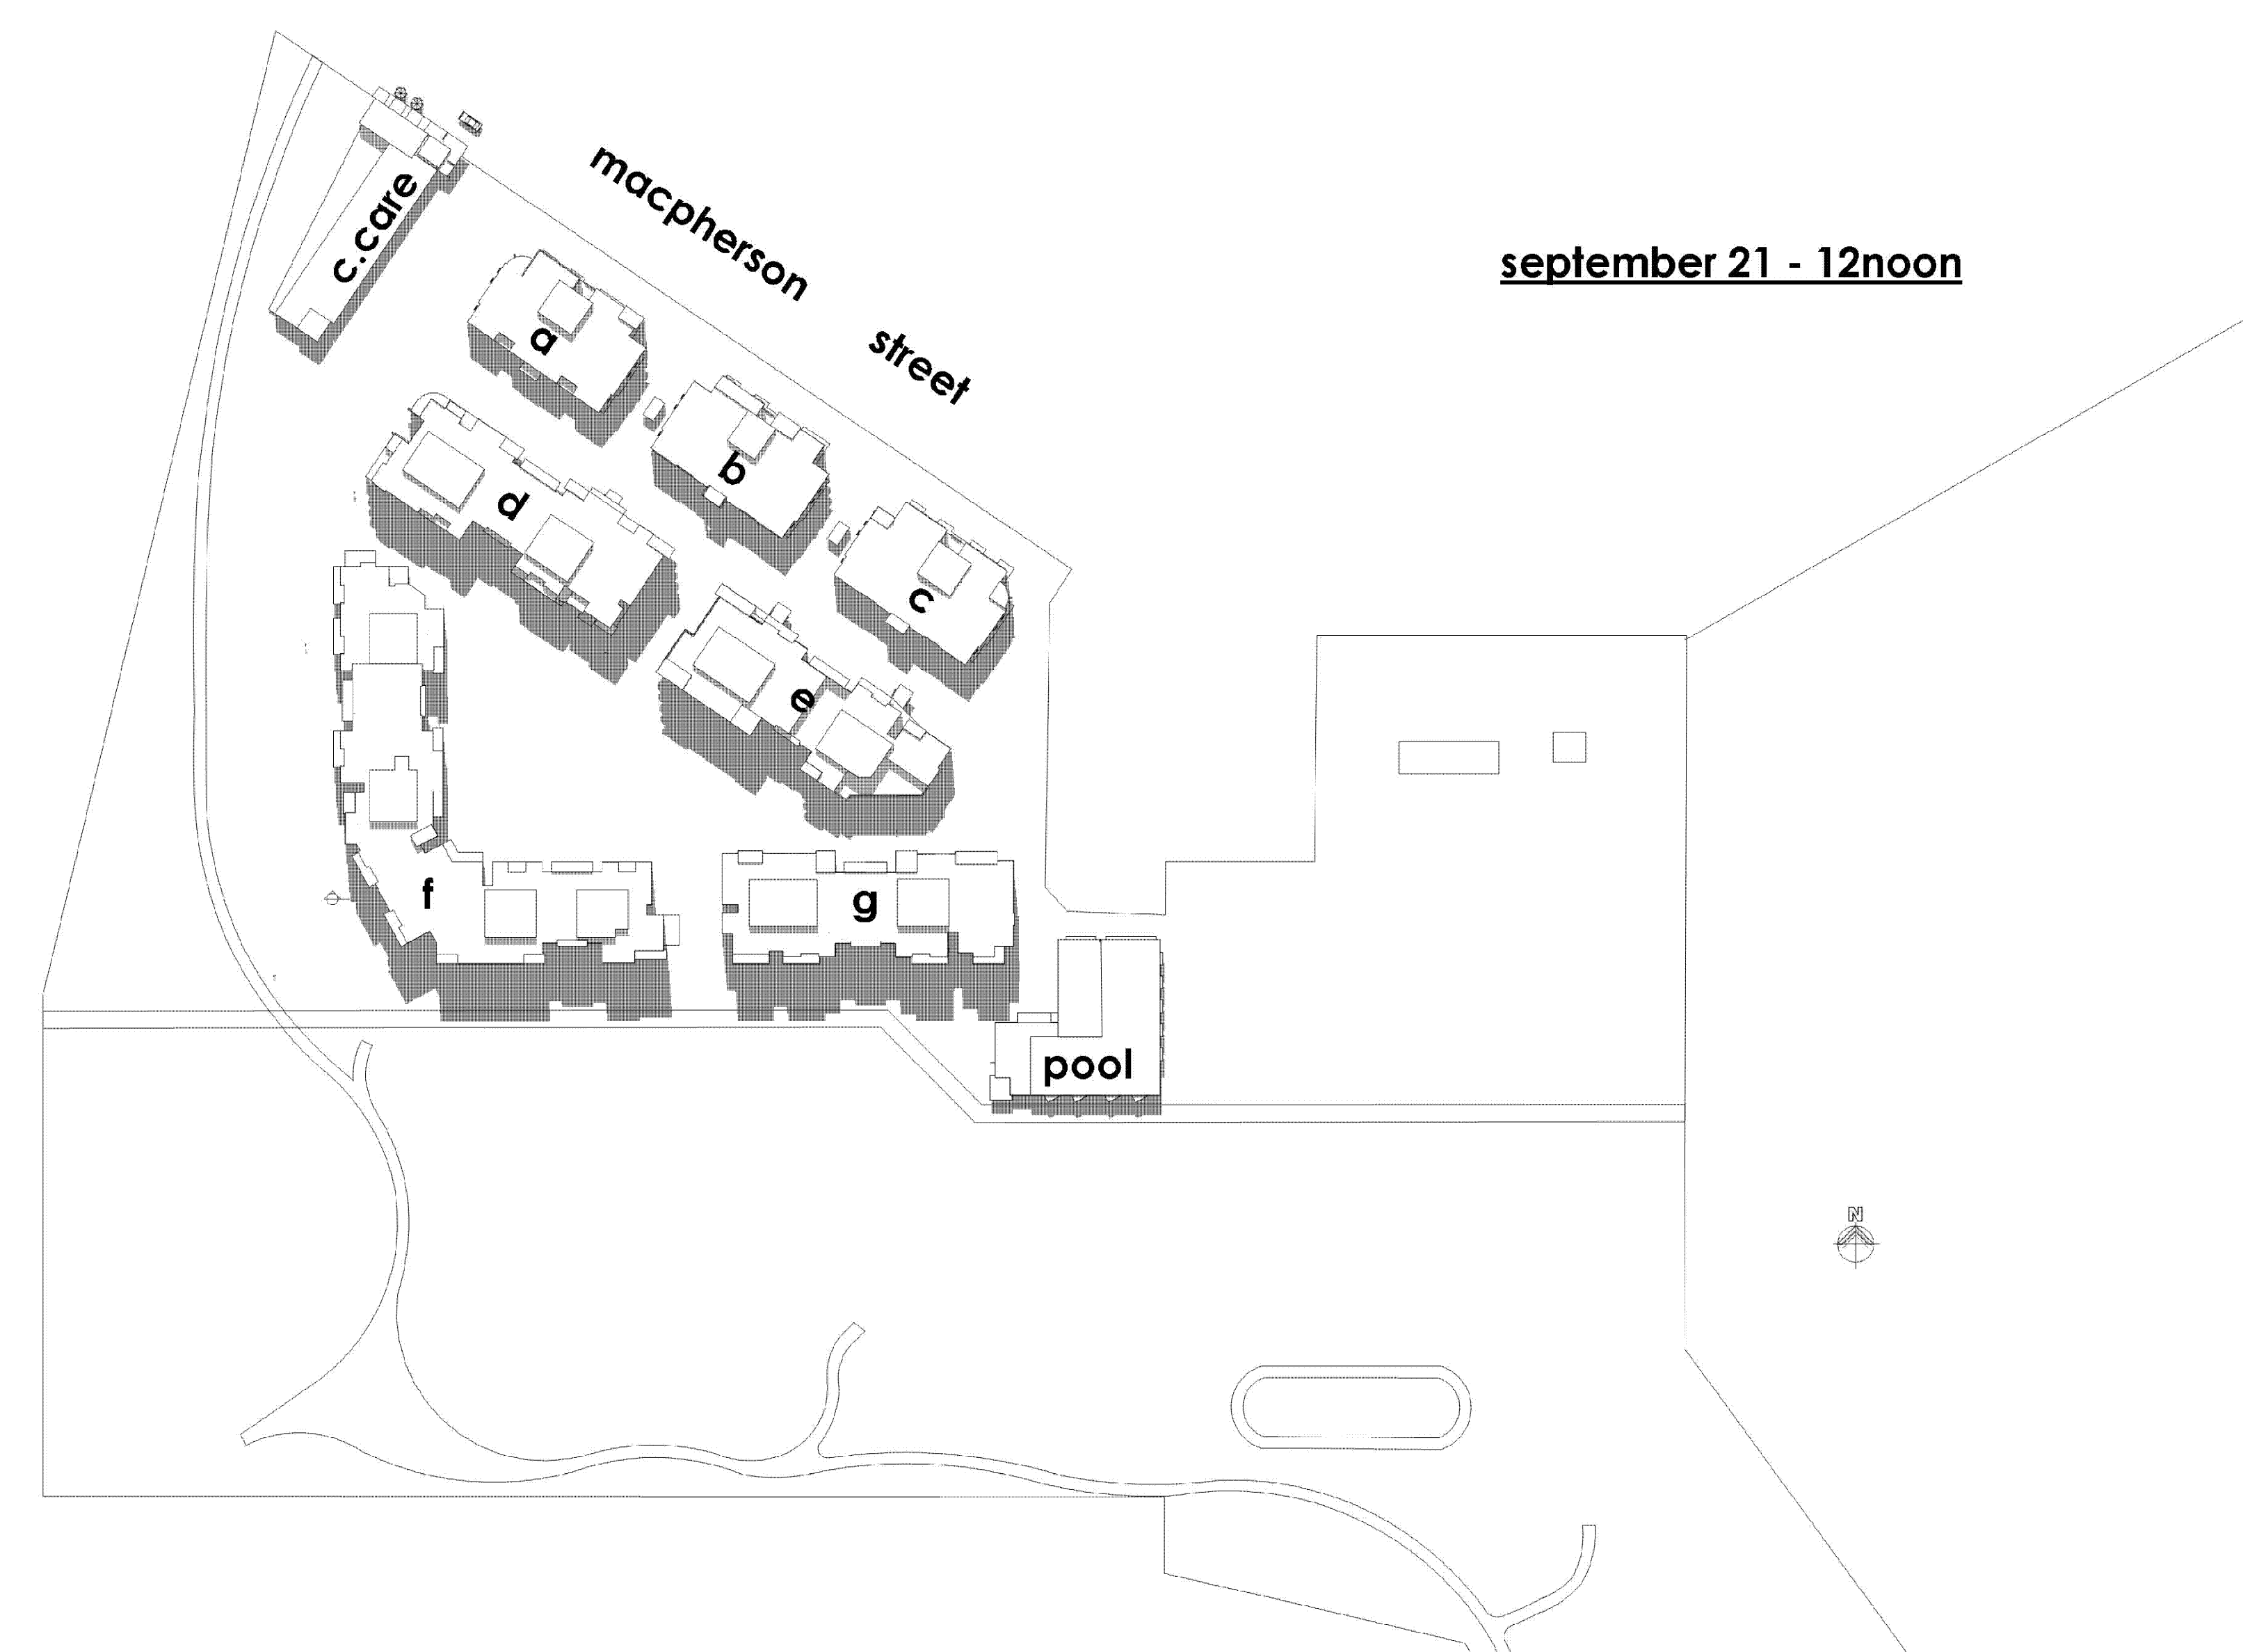 macpherson street
september 21 - 12noon
c.care
a
b
c
d
e
f
g
pool
N